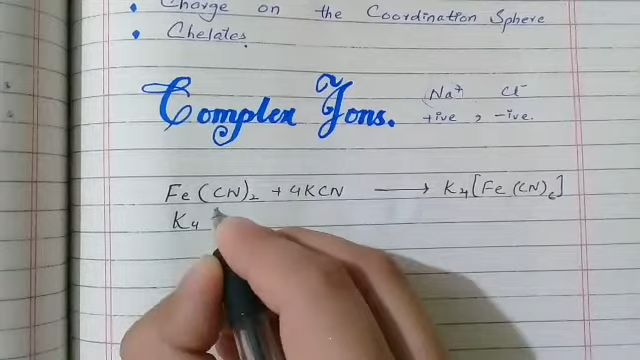 • Charge on the Coordination Sphere
• Chelates.
Complex Ions.
Na⁺ Cl⁻
+ive, -ive.
Fe(CN)₂ + 4KCN ⟶ K₄[Fe(CN)₆]
K₄